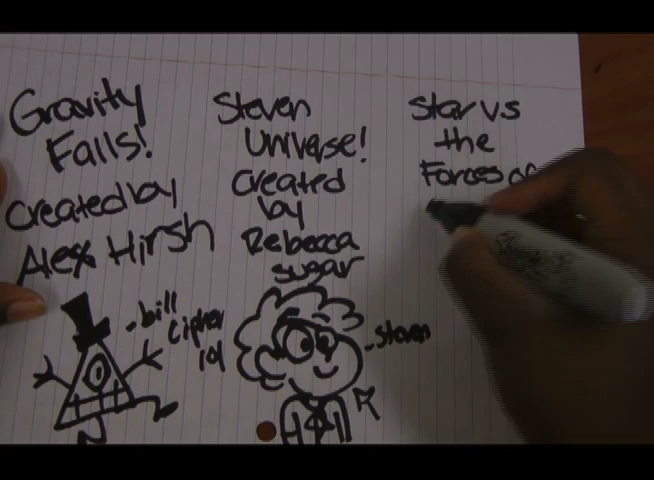 Gravity
Falls!
Created by
Alex Hirsh
-bill
Cipher
lol
Steven
Universe!
Created
by
Rebecca
sugar
-Steven
Star vs
the
Forces